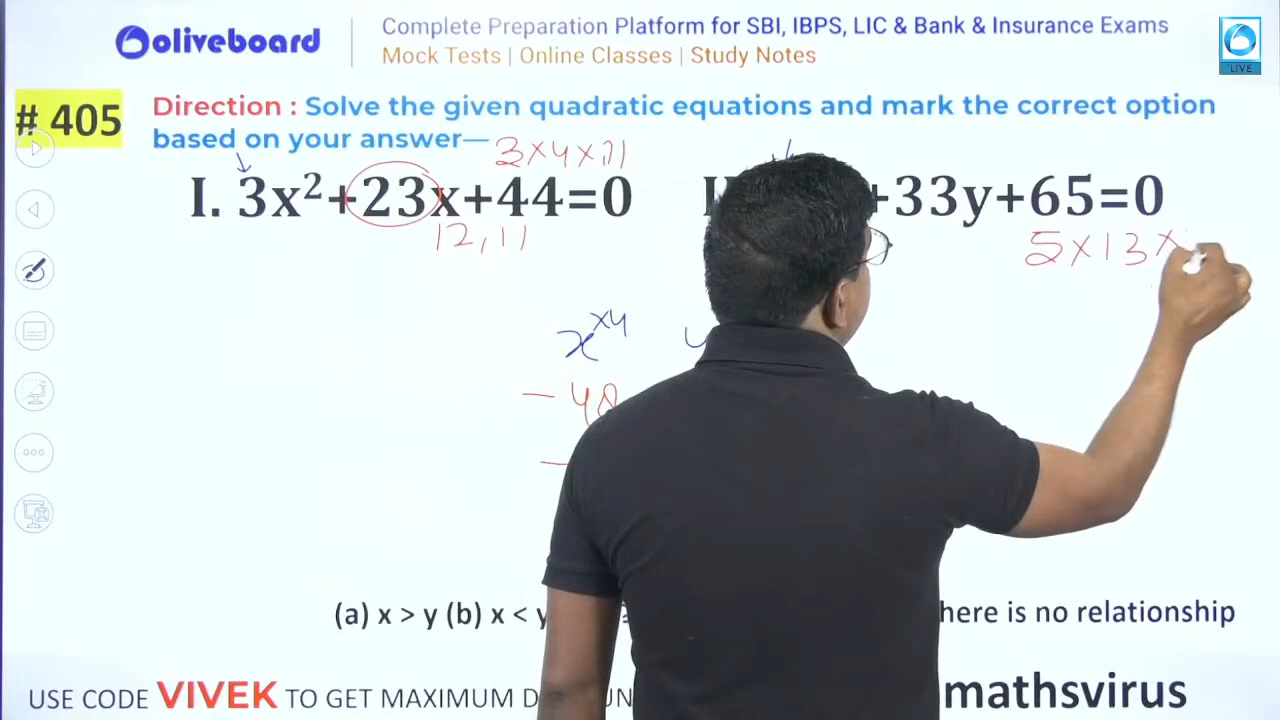 oliveboard
Complete Preparation Platform for SBI, IBPS, LIC & Bank & Insurance Exams
Mock Tests | Online Classes | Study Notes
LIVE
# 405
Direction : Solve the given quadratic equations and mark the correct option
based on your answer—
3×4×11
I. 3x²+23x+44=0
+33y+65=0
12, 11
5×13×
x ×4
-48
-
(a) x > y (b) x < y
here is no relationship
USE CODE VIVEK TO GET MAXIMUM
mathsvirus